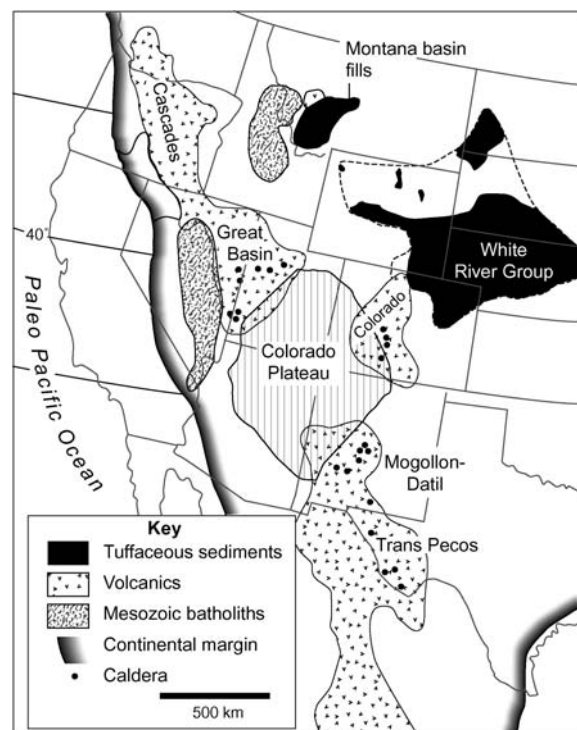 Montana basin
fills
Cascades
40°
Great
Basin
White
River Group
Colorado
Colorado
Plateau
Paleo Pacific Ocean
Mogollon-
Datil
Trans Pecos
Key
Tuffaceous sediments
Volcanics
Mesozoic batholiths
Continental margin
Caldera
500 km